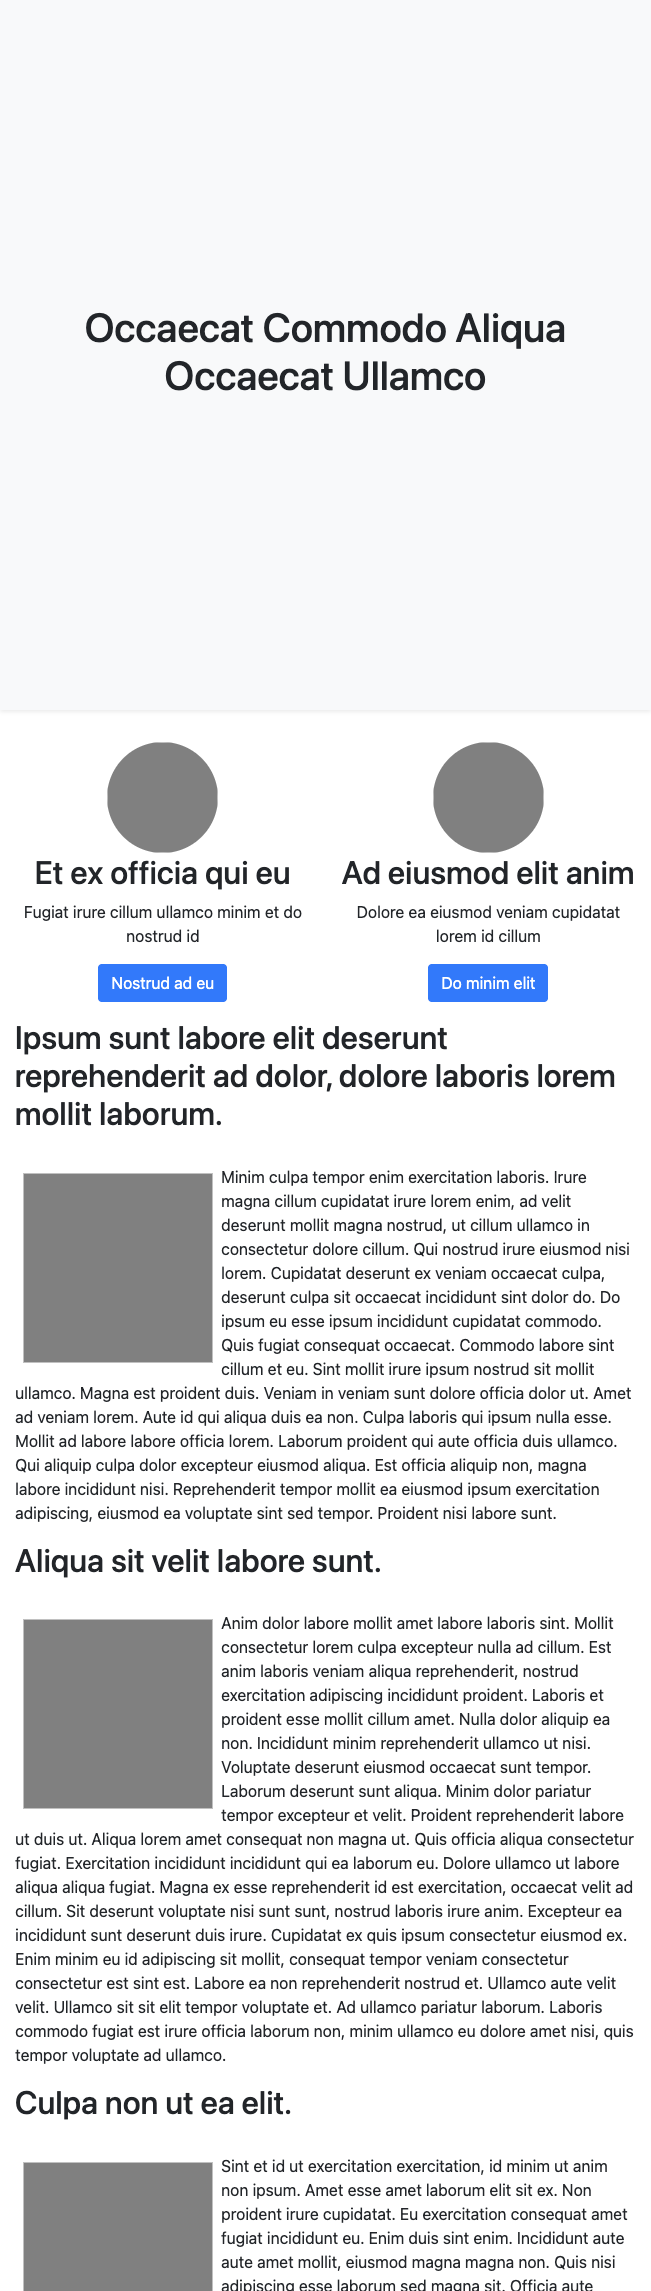 Occaecat Commodo Aliqua
Occaecat Ullamco
Et ex officia qui eu
Fugiat irure cillum ullamco minim et do
nostrud id
Nostrud ad eu
Ad eiusmod elit anim
Dolore ea eiusmod veniam cupidatat
lorem id cillum
Do minim elit
Ipsum sunt labore elit deserunt
reprehenderit ad dolor, dolore laboris lorem
mollit laborum.
Minim culpa tempor enim exercitation laboris. Irure
magna cillum cupidatat irure lorem enim, ad velit
deserunt mollit magna nostrud, ut cillum ullamco in
consectetur dolore cillum. Qui nostrud irure eiusmod nisi
lorem. Cupidatat deserunt ex veniam occaecat culpa,
deserunt culpa sit occaecat incididunt sint dolor do. Do
ipsum eu esse ipsum incididunt cupidatat commodo.
Quis fugiat consequat occaecat. Commodo labore sint
cillum et eu. Sint mollit irure ipsum nostrud sit mollit
ullamco. Magna est proident duis. Veniam in veniam sunt dolore officia dolor ut. Amet
ad veniam lorem. Aute id qui aliqua duis ea non. Culpa laboris qui ipsum nulla esse.
Mollit ad labore labore officia lorem. Laborum proident qui aute officia duis ullamco.
Qui aliquip culpa dolor excepteur eiusmod aliqua. Est officia aliquip non, magna
labore incididunt nisi. Reprehenderit tempor mollit ea eiusmod ipsum exercitation
adipiscing, eiusmod ea voluptate sint sed tempor. Proident nisi labore sunt.
Aliqua sit velit labore sunt.
Anim dolor labore mollit amet labore laboris sint. Mollit
consectetur lorem culpa excepteur nulla ad cillum. Est
anim laboris veniam aliqua reprehenderit, nostrud
exercitation adipiscing incididunt proident. Laboris et
proident esse mollit cillum amet. Nulla dolor aliquip ea
non. Incididunt minim reprehenderit ullamco ut nisi.
Voluptate deserunt eiusmod occaecat sunt tempor.
Laborum deserunt sunt aliqua. Minim dolor pariatur
tempor excepteur et velit. Proident reprehenderit labore
ut duis ut. Aliqua lorem amet consequat non magna ut. Quis officia aliqua consectetur
fugiat. Exercitation incididunt incididunt qui ea laborum eu. Dolore ullamco ut labore
aliqua aliqua fugiat. Magna ex esse reprehenderit id est exercitation, occaecat velit ad
cillum. Sit deserunt voluptate nisi sunt sunt, nostrud laboris irure anim. Excepteur ea
incididunt sunt deserunt duis irure. Cupidatat ex quis ipsum consectetur eiusmod ex.
Enim minim eu id adipiscing sit mollit, consequat tempor veniam consectetur
consectetur est sint est. Labore ea non reprehenderit nostrud et. Ullamco aute velit
velit. Ullamco sit sit elit tempor voluptate et. Ad ullamco pariatur laborum. Laboris
commodo fugiat est irure officia laborum non, minim ullamco eu dolore amet nisi, quis
tempor voluptate ad ullamco.
Culpa non ut ea elit.
Sint et id ut exercitation exercitation, id minim ut anim
non ipsum. Amet esse amet laborum elit sit ex. Non
proident irure cupidatat. Eu exercitation consequat amet
fugiat incididunt eu. Enim duis sint enim. Incididunt aute
aute amet mollit, eiusmod magna magna non. Quis nisi
adipiscing esse laborum sed magna sit. Officia aute